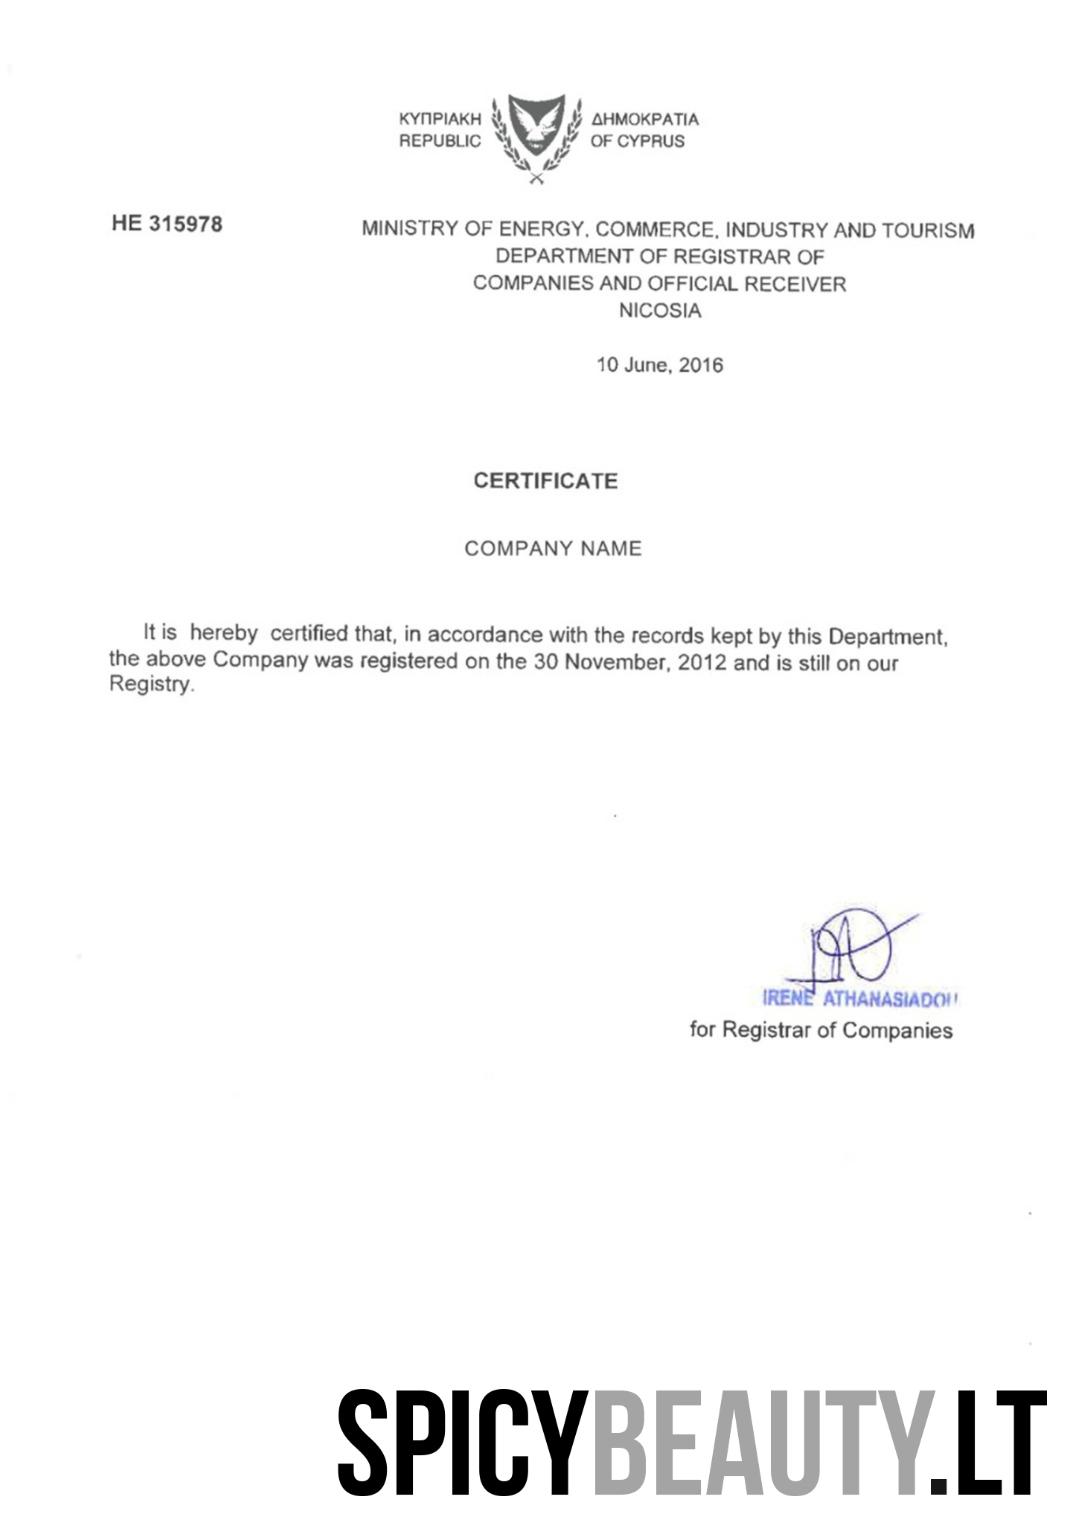 ΚΥΠΡΙΑΚΗ ΔΗΜΟΚΡΑΤΙΑ
REPUBLIC OF CYPRUS
HE 315978
MINISTRY OF ENERGY, COMMERCE, INDUSTRY AND TOURISM
DEPARTMENT OF REGISTRAR OF
COMPANIES AND OFFICIAL RECEIVER
NICOSIA
10 June, 2016
CERTIFICATE
COMPANY NAME
It is hereby certified that, in accordance with the records kept by this Department,
the above Company was registered on the 30 November, 2012 and is still on our
Registry.
IRENE ATHANASIADOU
for Registrar of Companies
SPICYBEAUTY.LT